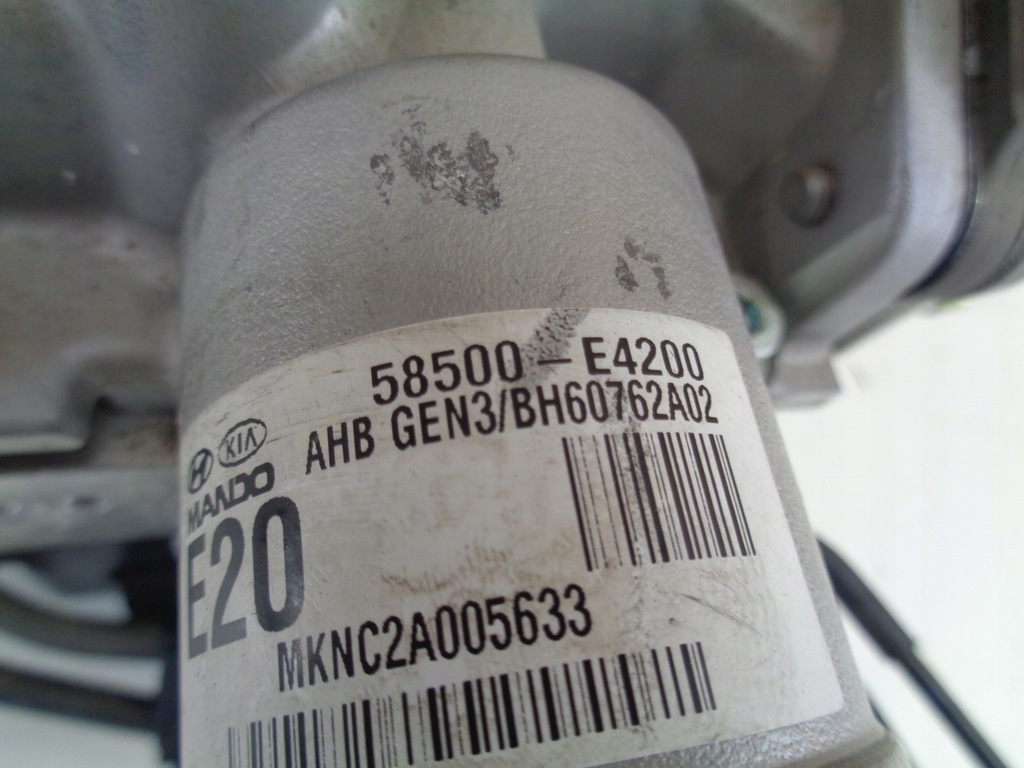 58500-E4200
AHB GEN3/BH60762A02
KIA
MANDO
E20
MKNC2A005633